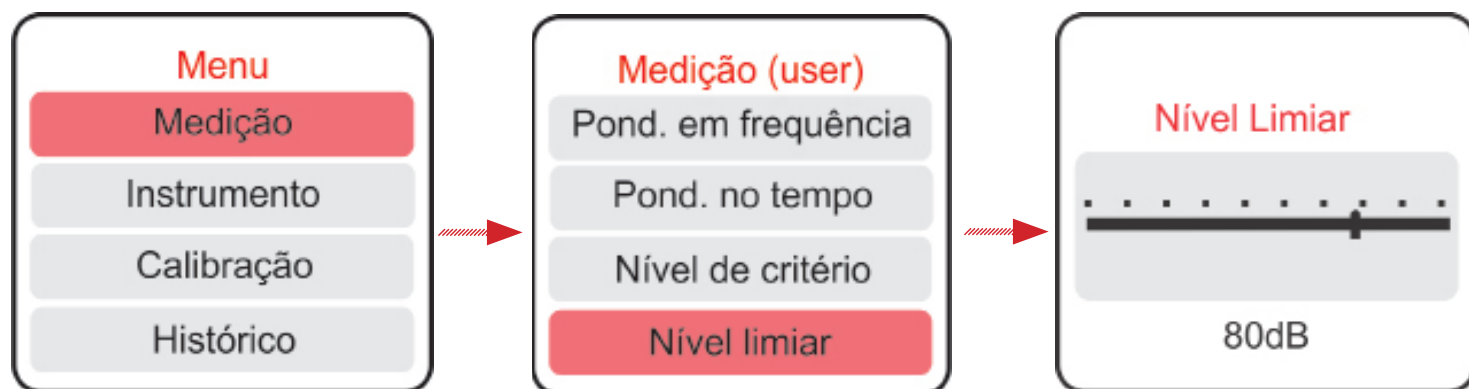 Menu
Medição
Instrumento
Calibração
Histórico
Medição (user)
Pond. em frequência
Pond. no tempo
Nível de critério
Nível limiar
Nível Limiar
80dB